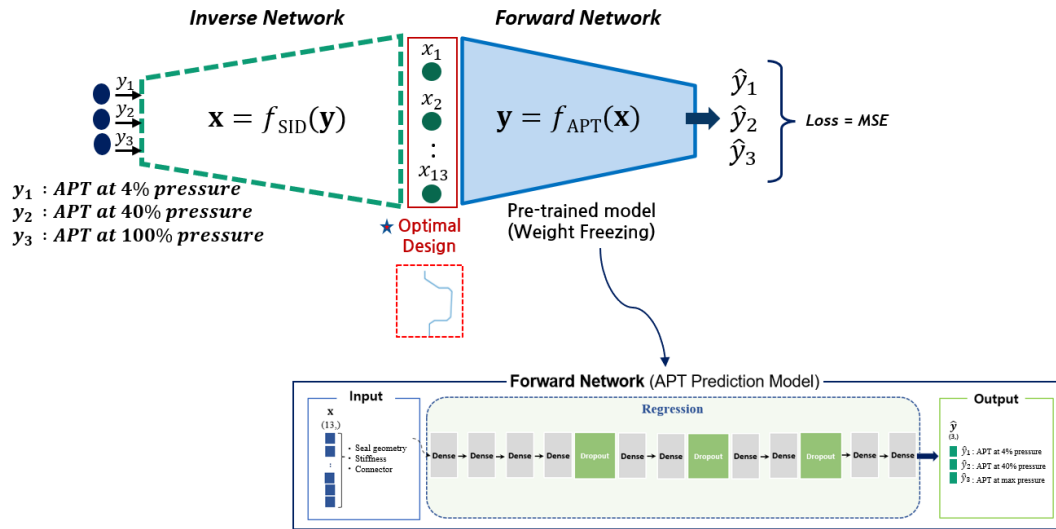 Inverse Network
Forward Network
y₁
y₂
y₃
𝐱 = f_SID(𝐲)
x₁
x₂
:
x₁₃
𝐲 = f_APT(𝐱)
ŷ₁
ŷ₂
ŷ₃
Loss = MSE
y₁ : APT at 4% pressure
y₂ : APT at 40% pressure
y₃ : APT at 100% pressure
★ Optimal
Design
Pre-trained model
(Weight Freezing)
Forward Network (APT Prediction Model)
Input
x
(13,)
:
• Seal geometry
• Stiffness
• Connector
Regression
Dense
Dense
Dense
Dense
Dropout
Dense
Dense
Dropout
Dense
Dense
Dropout
Dense
Dense
Output
ŷ
(3,)
ŷ₁ : APT at 4% pressure
ŷ₂ : APT at 40% pressure
ŷ₃ : APT at max pressure